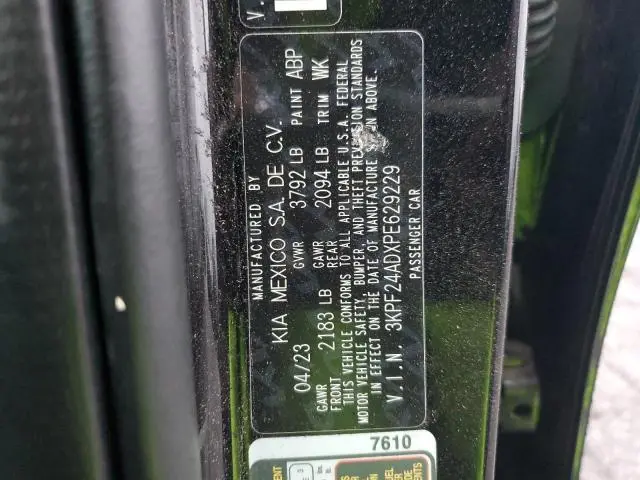 V.
MANUFACTURED BY
KIA MEXICO S.A. DE C.V.
04/23 GVWR 3792 LB PAINT ABP
GAWR FRONT 2183 LB GAWR REAR 2094 LB TRIM WK
THIS VEHICLE CONFORMS TO ALL APPLICABLE U.S.A. FEDERAL
MOTOR VEHICLE SAFETY, BUMPER, AND THEFT PREVENTION STANDARDS
IN EFFECT ON THE DATE OF MANUFACTURE SHOWN ABOVE.
V.I.N. 3KPF24ADXPE629229
PASSENGER CAR
7610